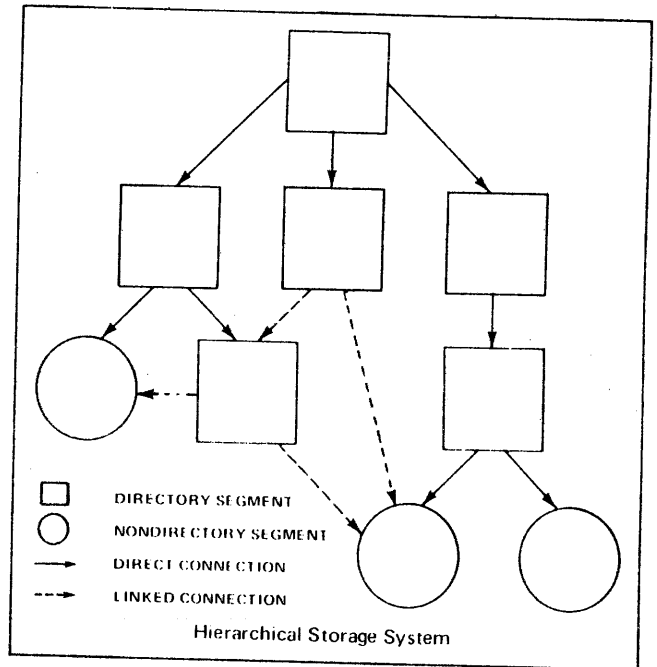 DIRECTORY SEGMENT
NONDIRECTORY SEGMENT
DIRECT CONNECTION
LINKED CONNECTION
Hierarchical Storage System